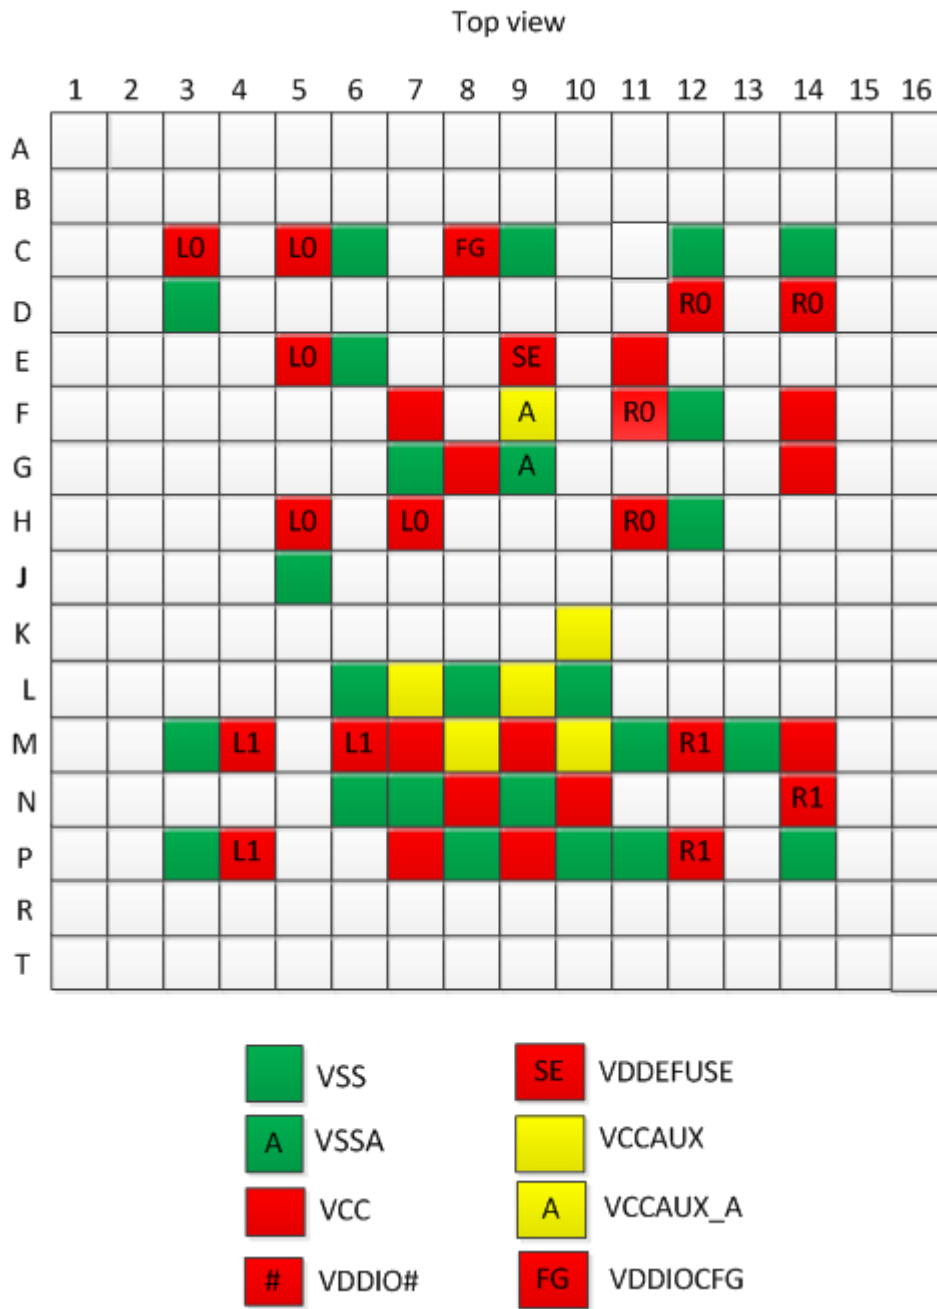 Top view
1 2 3 4 5 6 7 8 9 10 11 12 13 14 15 16
A
B
C L0 L0 FG
D R0 R0
E L0 SE
F A R0
G A
H L0 L0 R0
J
K
L
M L1 L1 R1
N R1
P L1 R1
R
T
VSS SE VDDEFUSE
A VSSA VCCAUX
VCC A VCCAUX_A
# VDDIO# FG VDDIOCFG